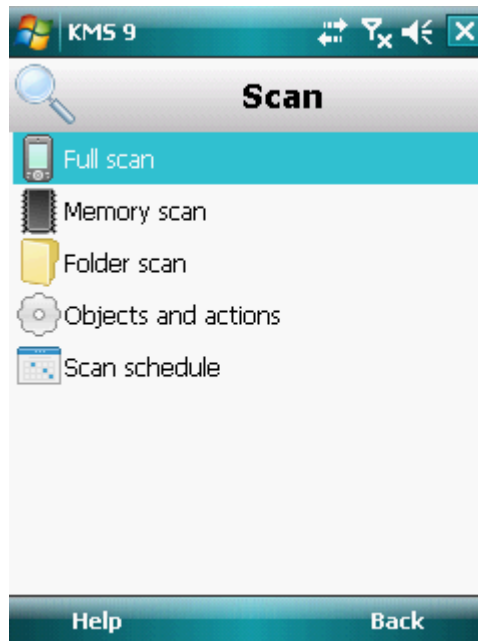 KMS 9
Scan
Full scan
Memory scan
Folder scan
Objects and actions
Scan schedule
Help Back